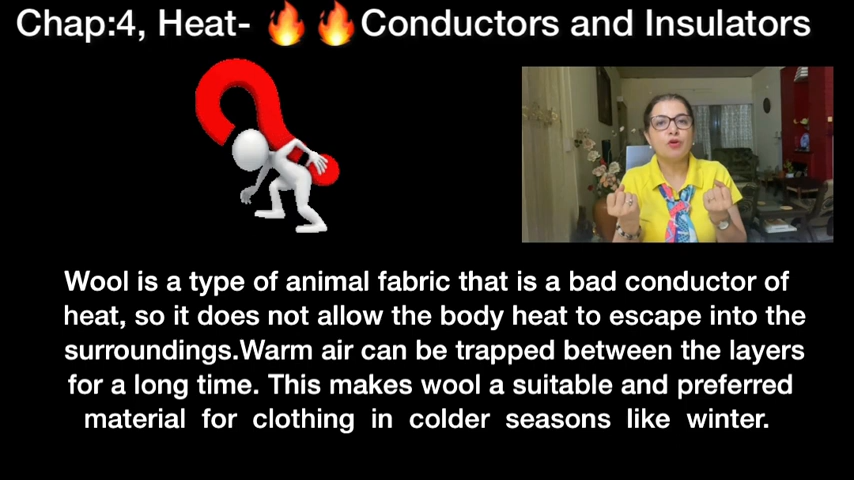 Chap:4, Heat- 🔥🔥Conductors and Insulators
Wool is a type of animal fabric that is a bad conductor of
heat, so it does not allow the body heat to escape into the
surroundings.Warm air can be trapped between the layers
for a long time. This makes wool a suitable and preferred
material for clothing in colder seasons like winter.